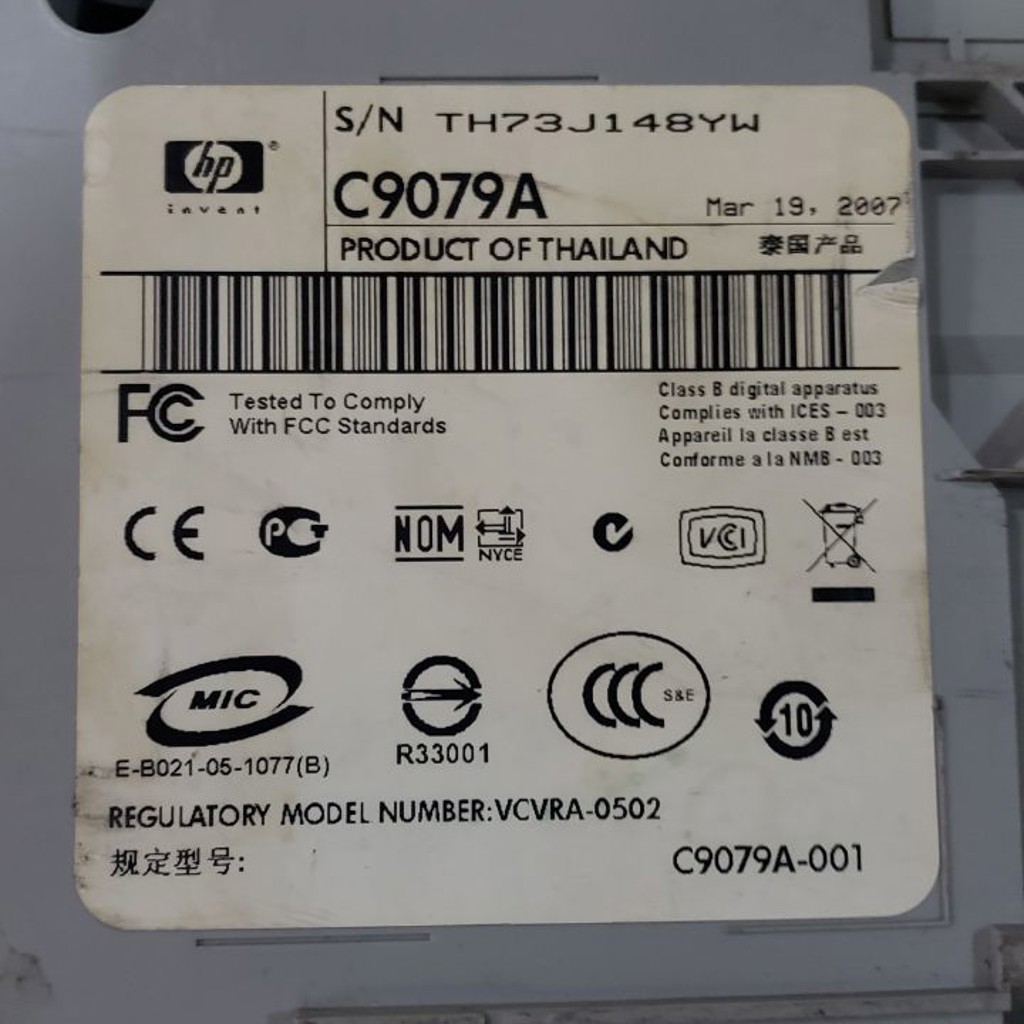 hp ®
invent
S/N TH73J148YW
C9079A
Mar 19, 2007
PRODUCT OF THAILAND 泰国产品
FC Tested To Comply
With FCC Standards
Class B digital apparatus
Complies with ICES - 003
Appareil la classe B est
Conforme a la NMB - 003
CE PG NOM NYCE VCI
MIC
E-B021-05-1077(B)
R33001
CCC S&E
10
REGULATORY MODEL NUMBER:VCVRA-0502
规定型号:
C9079A-001